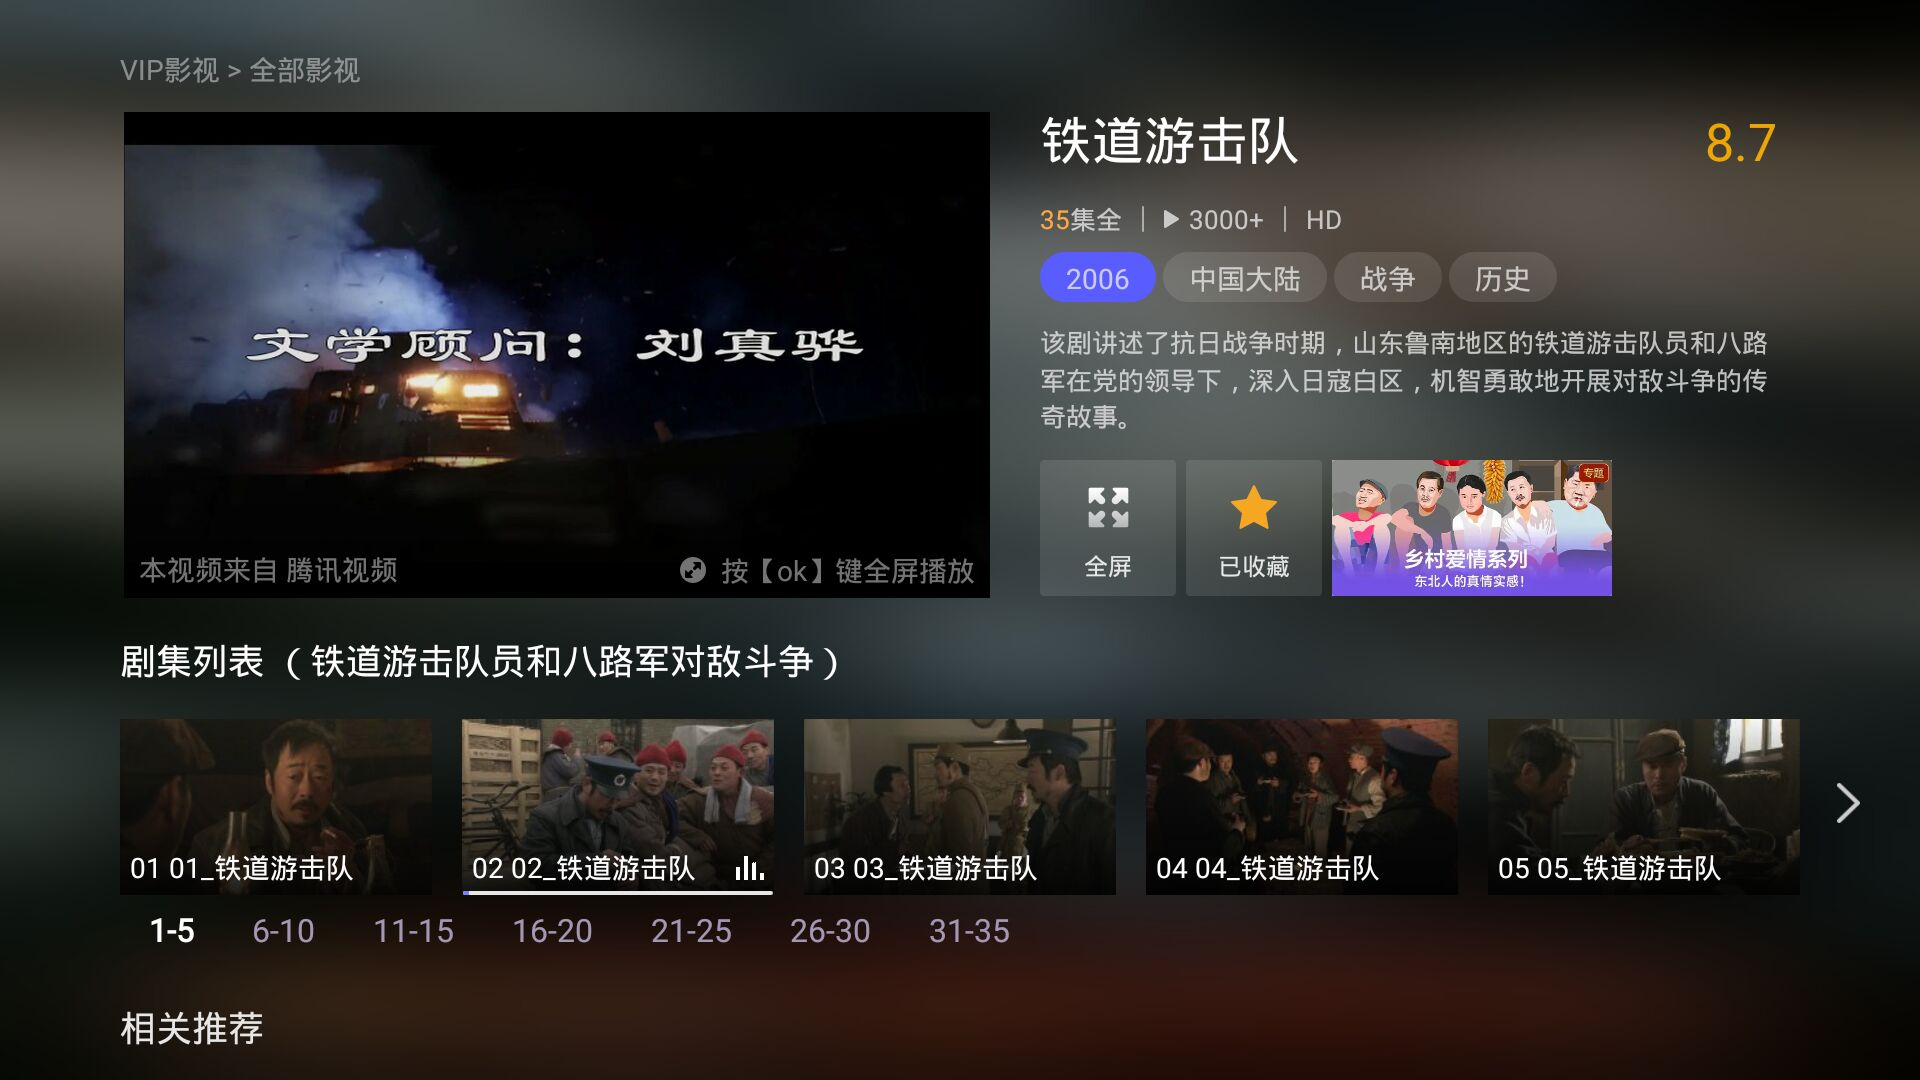 VIP影视 > 全部影视
文学顾问：刘真骅
本视频来自 腾讯视频
按【ok】键全屏播放
铁道游击队
8.7
35集全
3000+
HD
2006
中国大陆
战争
历史
该剧讲述了抗日战争时期，山东鲁南地区的铁道游击队员和八路
军在党的领导下，深入日寇白区，机智勇敢地开展对敌斗争的传
奇故事。
全屏
已收藏
专题
乡村爱情系列
东北人的真情实感!
剧集列表 （铁道游击队员和八路军对敌斗争）
01 01_铁道游击队
02 02_铁道游击队
03 03_铁道游击队
04 04_铁道游击队
05 05_铁道游击队
1-5
6-10
11-15
16-20
21-25
26-30
31-35
相关推荐